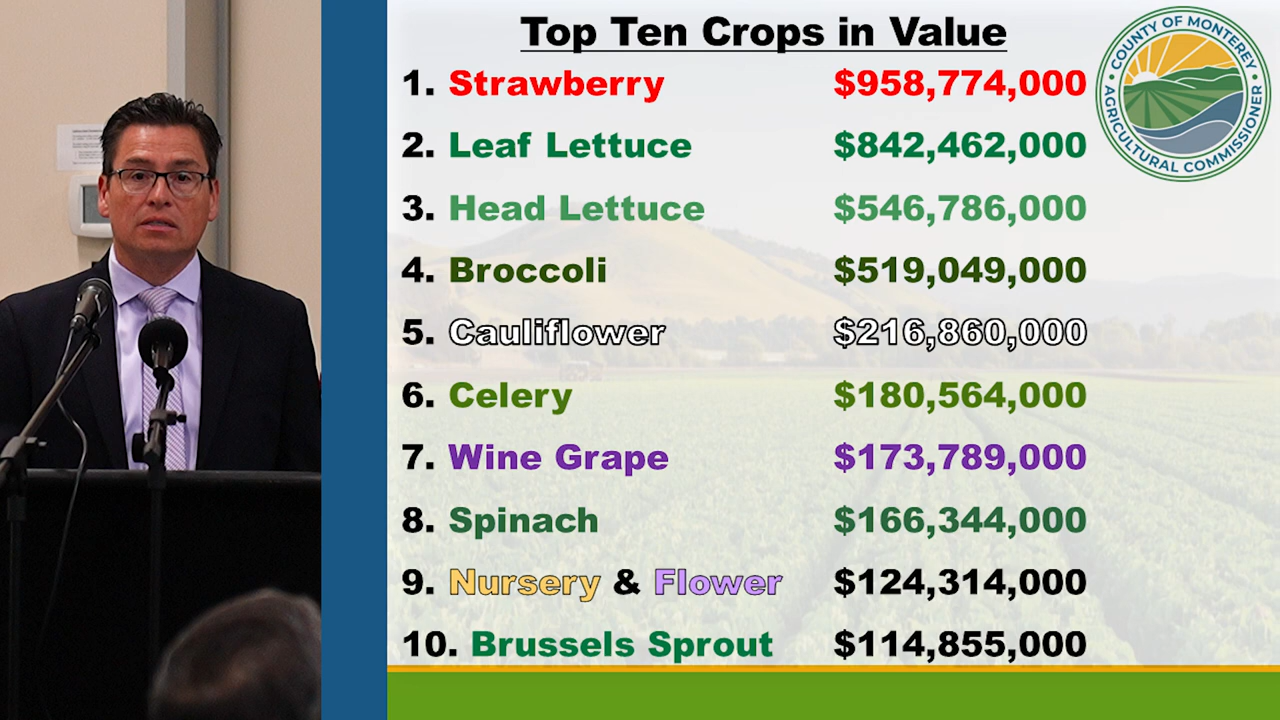 Top Ten Crops in Value
1. Strawberry $958,774,000
2. Leaf Lettuce $842,462,000
3. Head Lettuce $546,786,000
4. Broccoli $519,049,000
5. Cauliflower $216,860,000
6. Celery $180,564,000
7. Wine Grape $173,789,000
8. Spinach $166,344,000
9. Nursery & Flower $124,314,000
10. Brussels Sprout $114,855,000
COUNTY OF MONTEREY
AGRICULTURAL COMMISSIONER